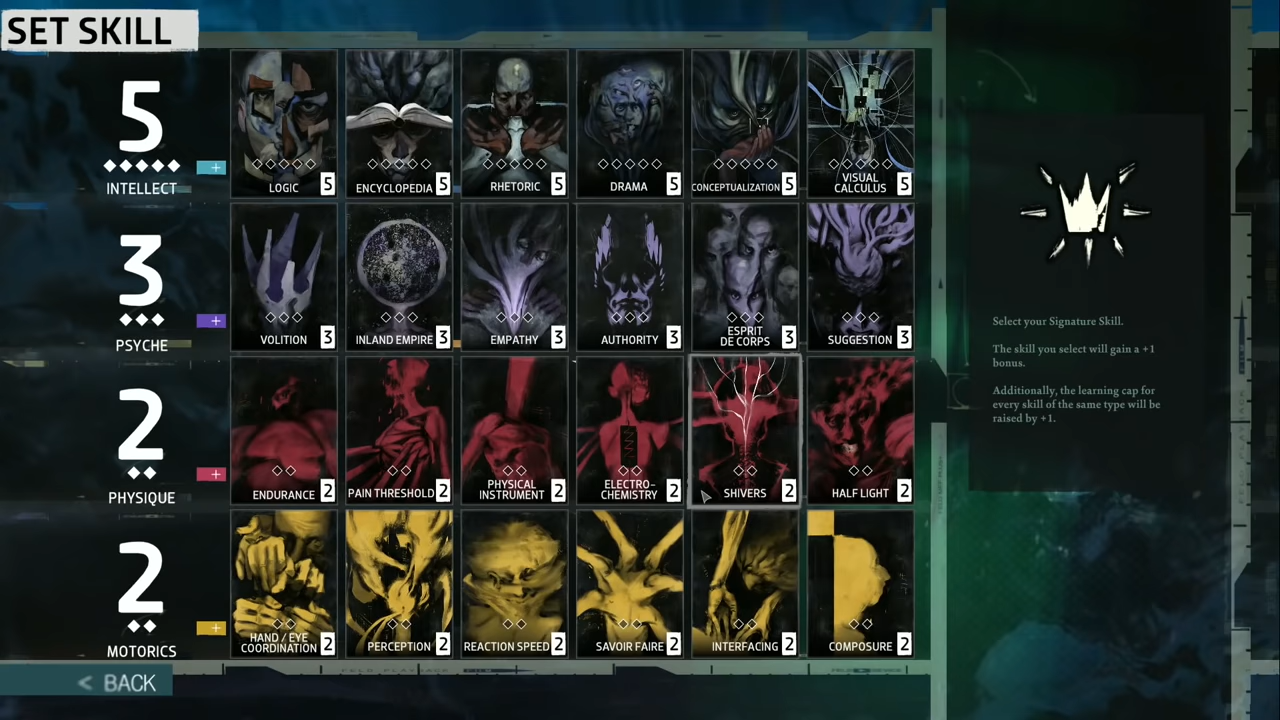 SET SKILL
5
INTELLECT
+
LOGIC 5
ENCYCLOPEDIA 5
RHETORIC 5
DRAMA 5
CONCEPTUALIZATION 5
VISUAL
CALCULUS 5
3
PSYCHE
+
VOLITION 3
INLAND EMPIRE 3
EMPATHY 3
AUTHORITY 3
ESPRIT
DE CORPS 3
SUGGESTION 3
2
PHYSIQUE
+
ENDURANCE 2
PAIN THRESHOLD 2
PHYSICAL
INSTRUMENT 2
ELECTRO-
CHEMISTRY 2
SHIVERS 2
HALF LIGHT 2
2
MOTORICS
+
HAND / EYE
COORDINATION 2
PERCEPTION 2
REACTION SPEED 2
SAVOIR FAIRE 2
INTERFACING 2
COMPOSURE 2
< BACK
Select your Signature Skill.
The skill you select will gain a +1
bonus.
Additionally, the learning cap for
every skill of the same type will be
raised by +1.